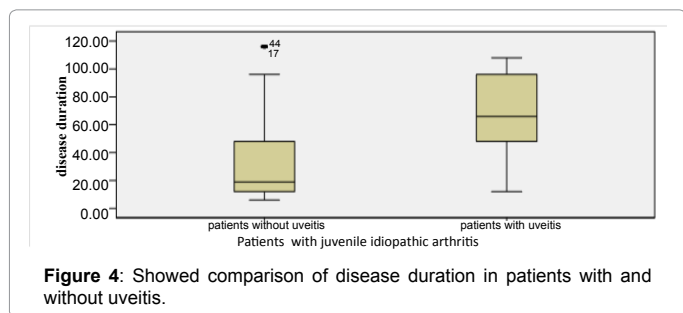 120.00
100.00
80.00
60.00
40.00
20.00
0.00
disease duration
44
17
patients without uveitis
patients with uveitis
Patients with juvenile idiopathic arthritis
Figure 4: Showed comparison of disease duration in patients with and
without uveitis.